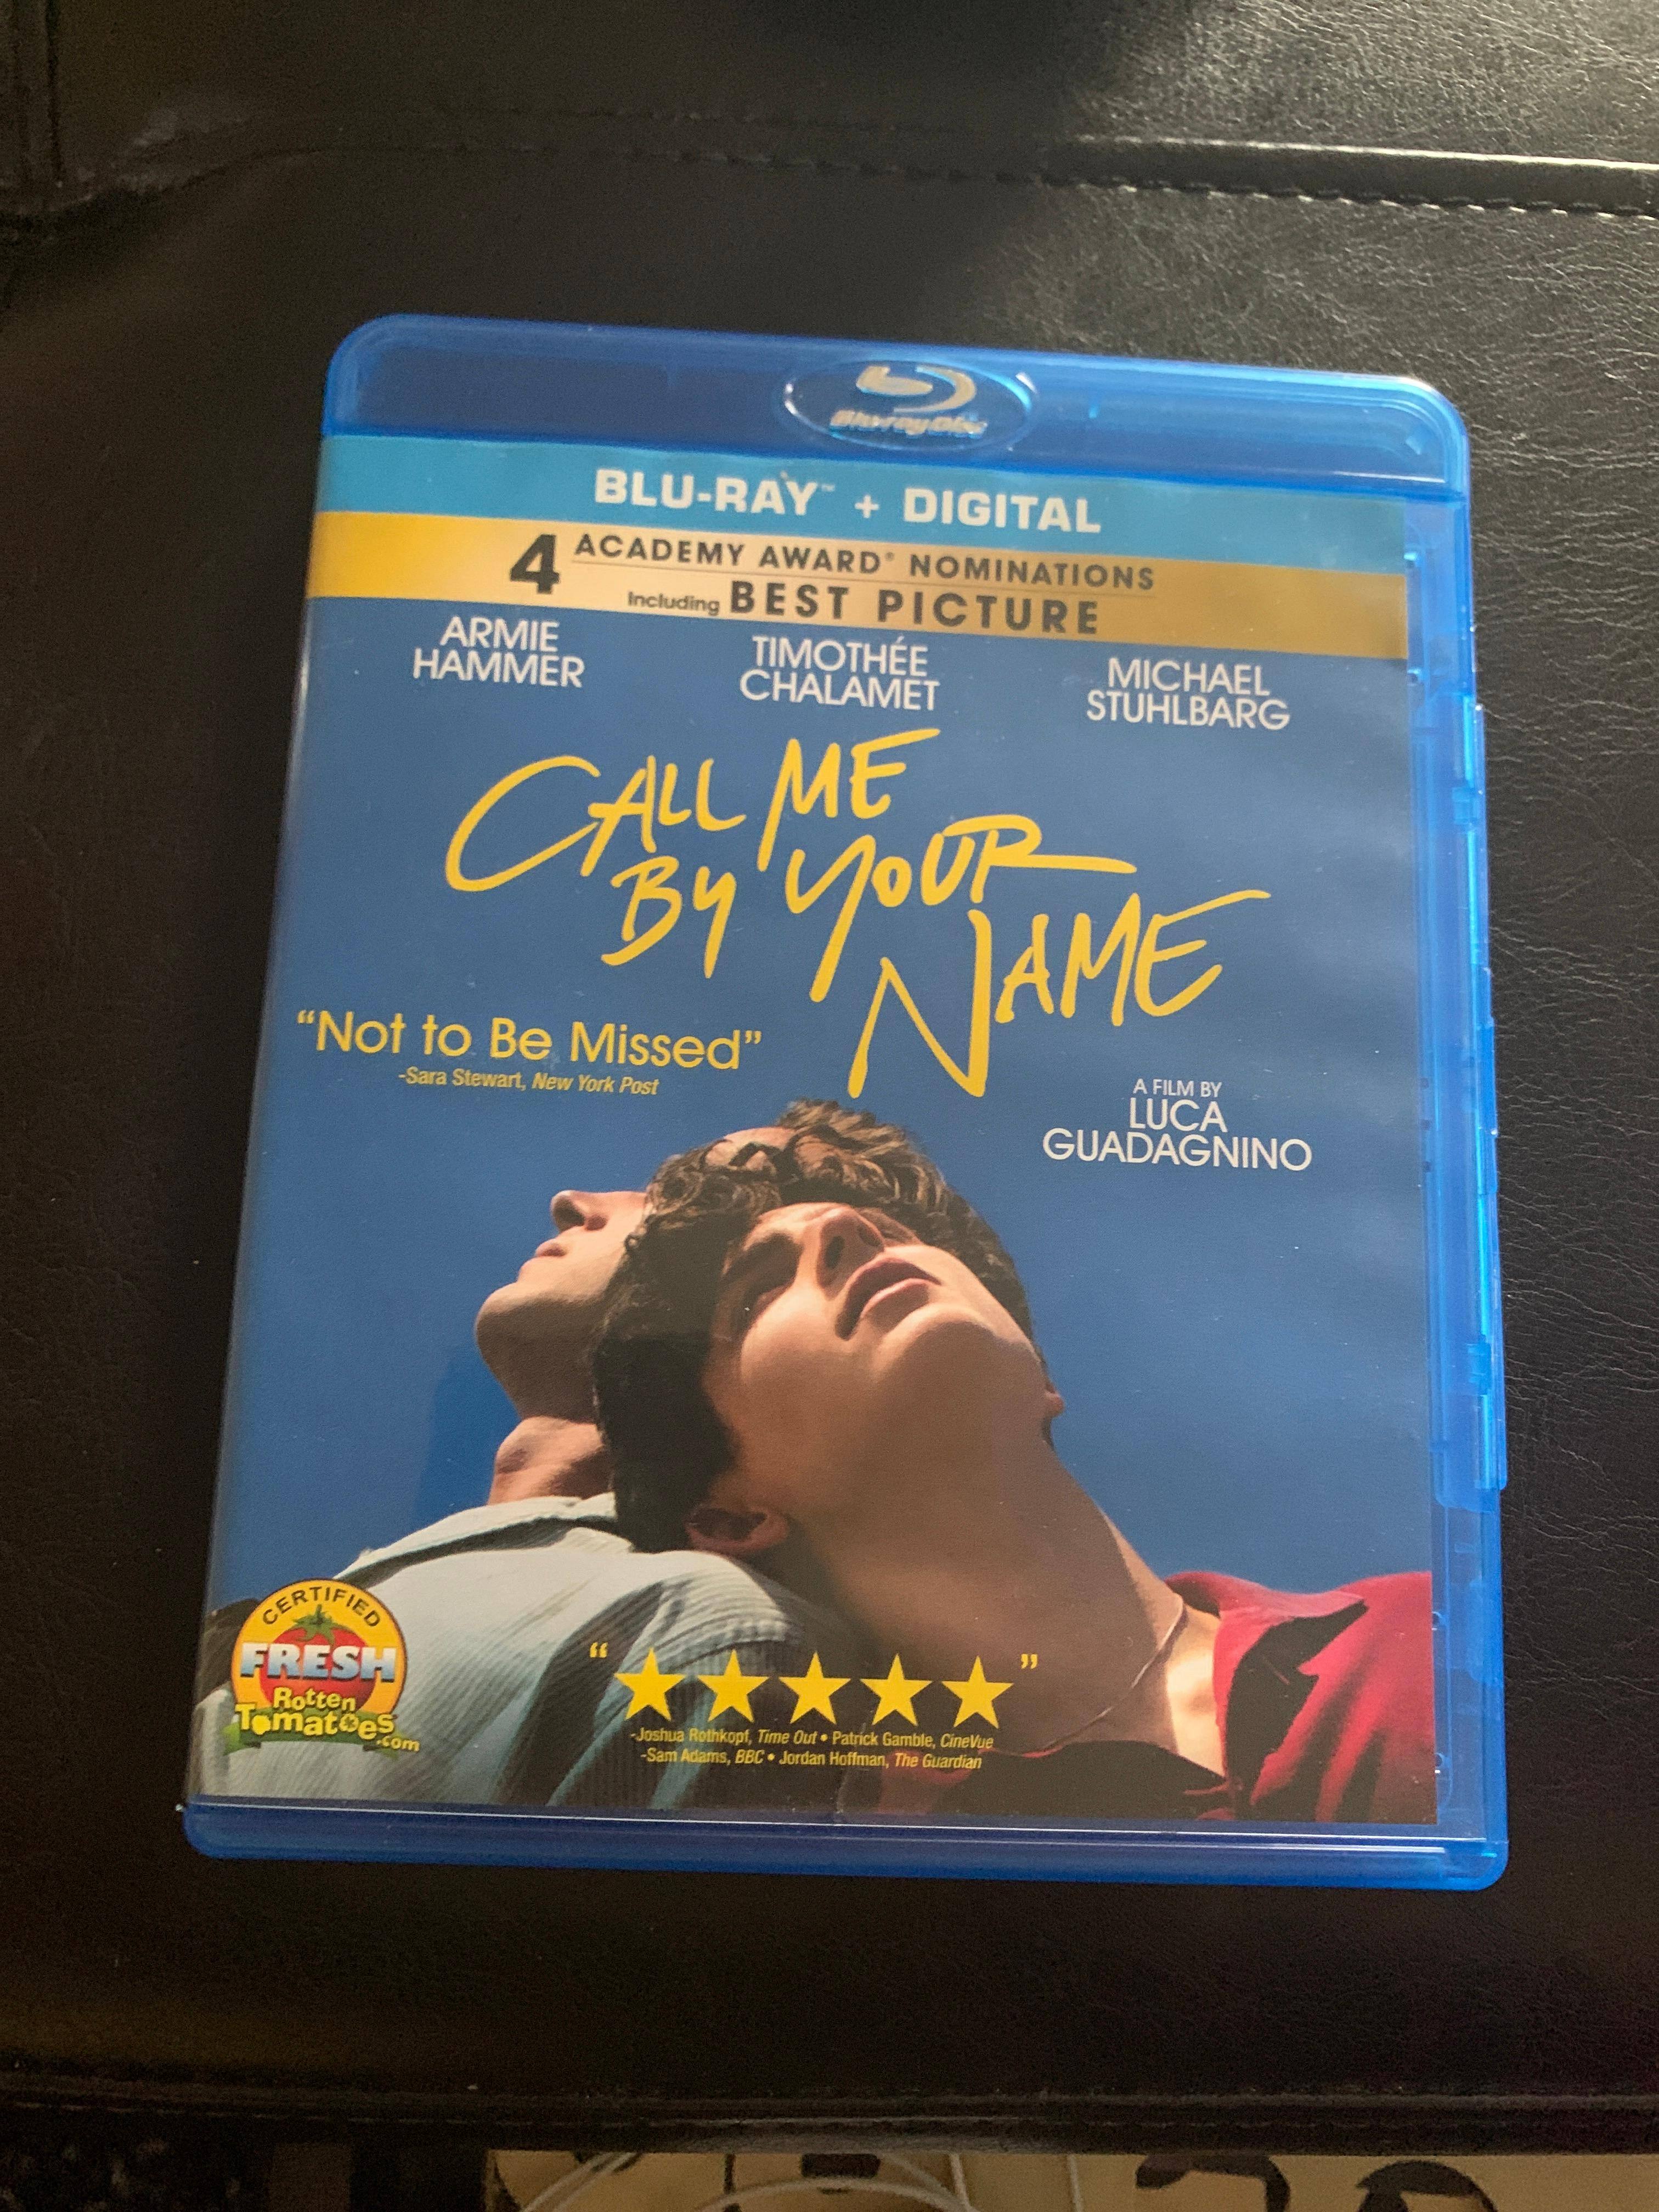 Blu-ray Disc
BLU-RAY™ + DIGITAL
4 ACADEMY AWARD® NOMINATIONS
Including BEST PICTURE
ARMIE
HAMMER
TIMOTHÉE
CHALAMET
MICHAEL
STUHLBARG
CALL ME
BY YOUR
NAME
“Not to Be Missed”
-Sara Stewart, New York Post
A FILM BY
LUCA
GUADAGNINO
CERTIFIED
FRESH
Rotten
Tomatoes
.com
“★★★★★”
-Joshua Rothkopf, Time Out • Patrick Gamble, CineVue
-Sam Adams, BBC • Jordan Hoffman, The Guardian